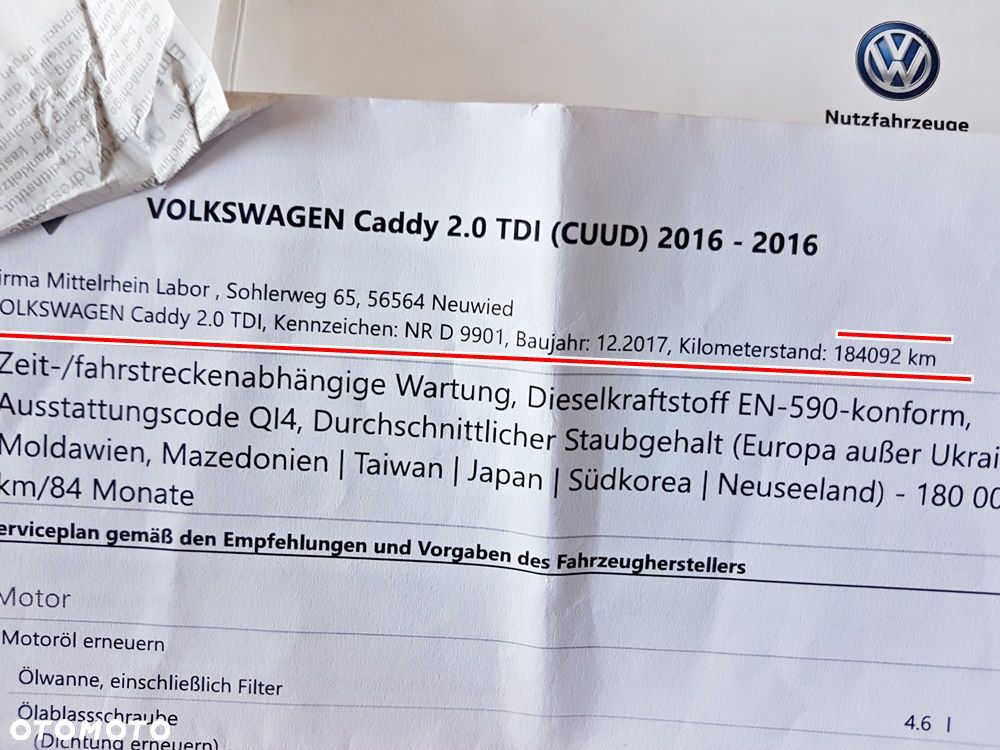 Nutzfahrzeuge
VOLKSWAGEN Caddy 2.0 TDI (CUUD) 2016 - 2016
irma Mittelrhein Labor , Sohlerweg 65, 56564 Neuwied
OLKSWAGEN Caddy 2.0 TDI, Kennzeichen: NR D 9901, Baujahr: 12.2017, Kilometerstand: 184092 km
Zeit-/fahrstreckenabhängige Wartung, Dieselkraftstoff EN-590-konform,
Ausstattungscode QI4, Durchschnittlicher Staubgehalt (Europa außer Ukrai
Moldawien, Mazedonien | Taiwan | Japan | Südkorea | Neuseeland) - 180 00
km/84 Monate
erviceplan gemäß den Empfehlungen und Vorgaben des Fahrzeugherstellers
Motor
Motoröl erneuern
Ölwanne, einschließlich Filter
Ölablassschraube
4.6 l
(Dichtung erneuern)
OTOMOTO